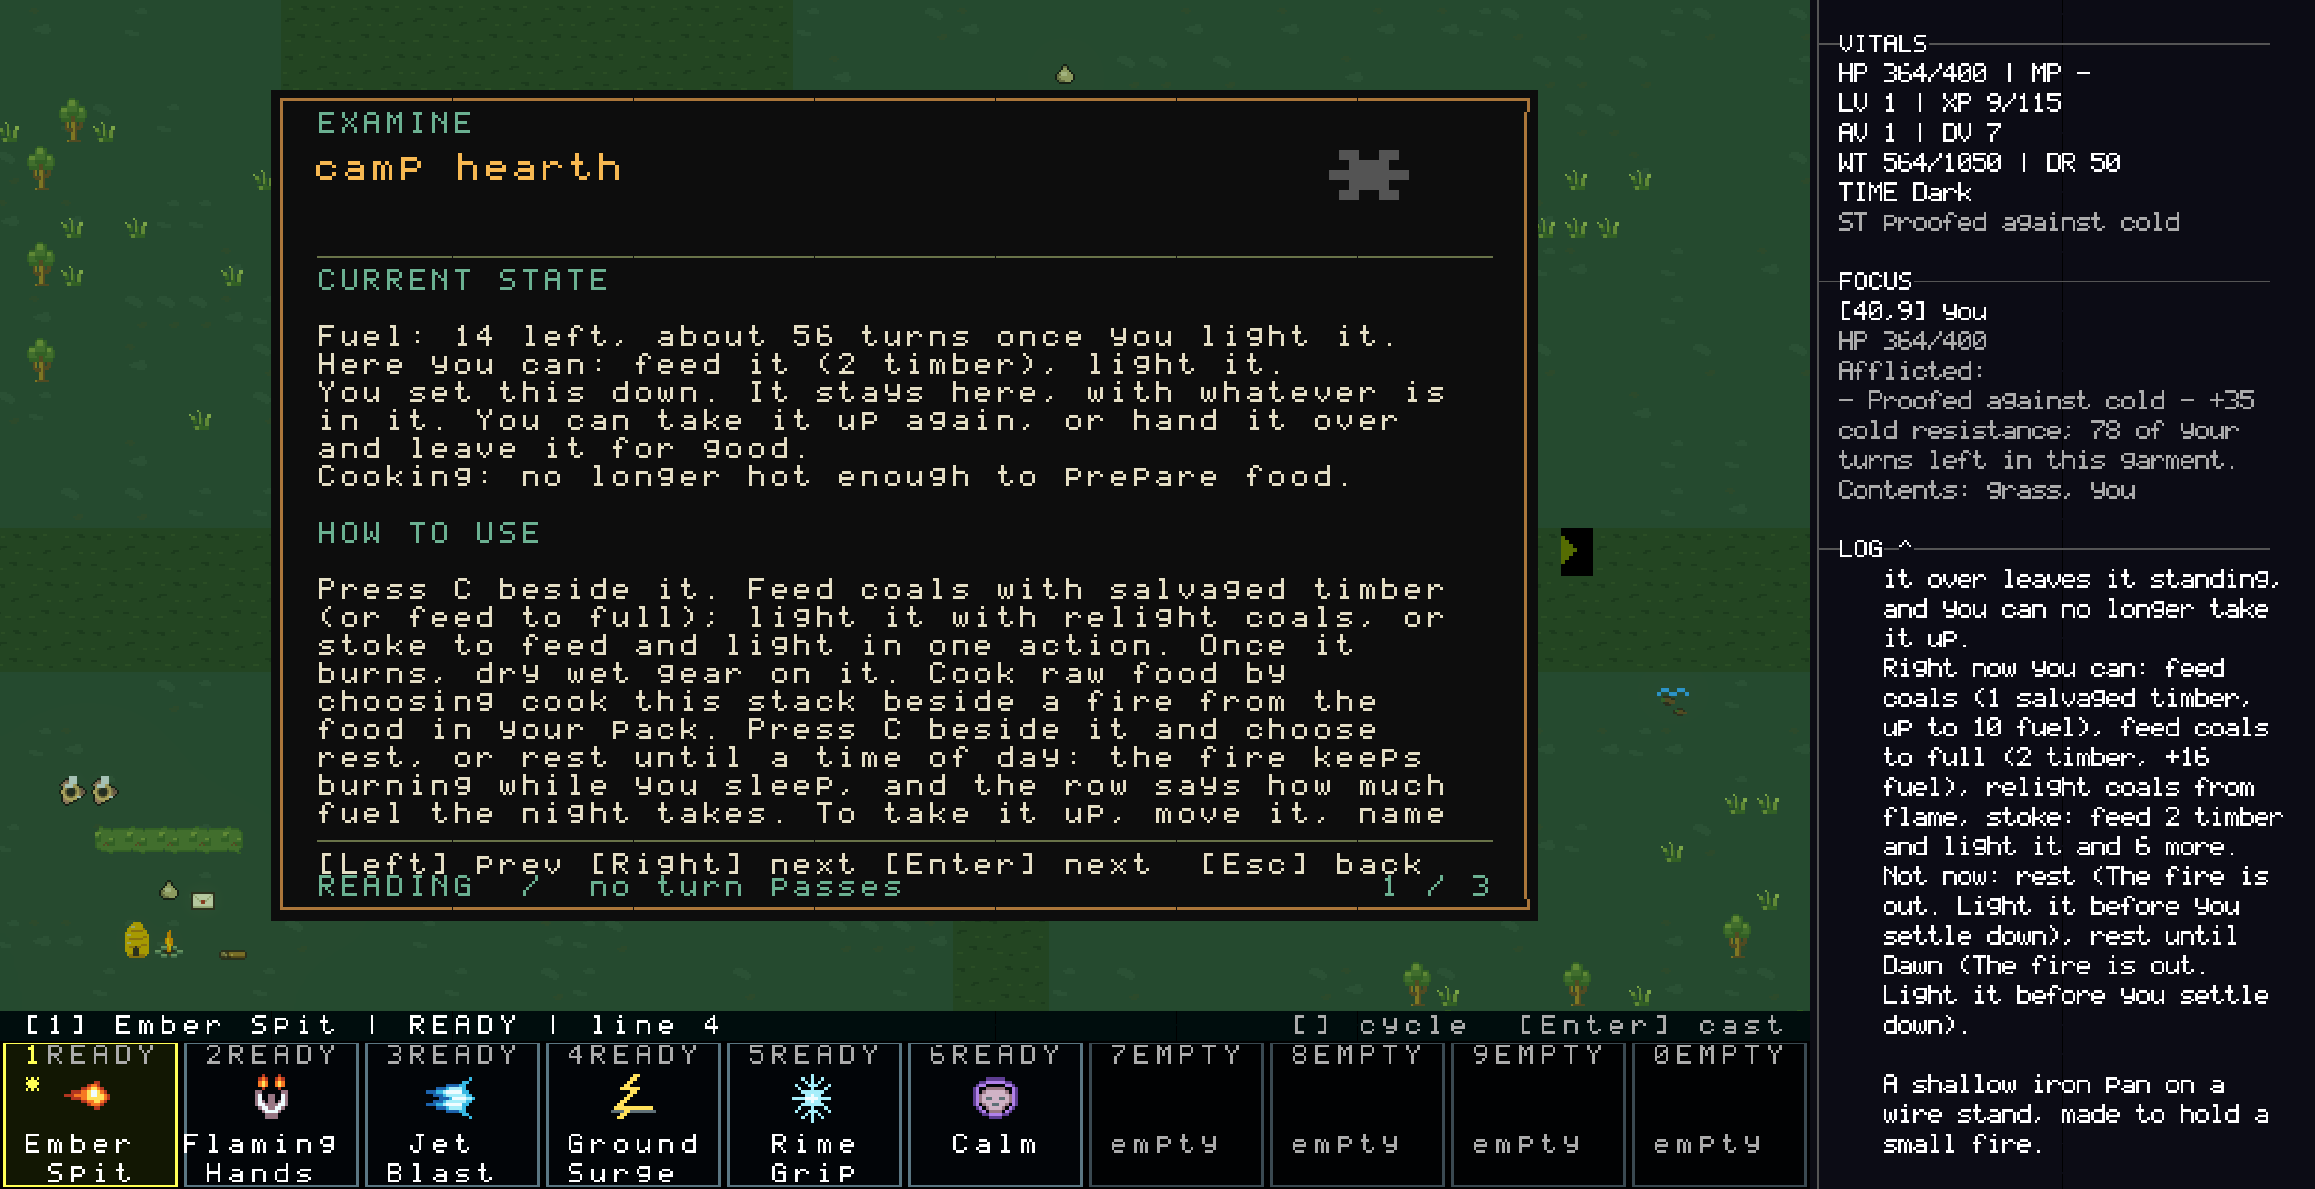 EXAMINE
camp hearth
CURRENT STATE
Fuel: 14 left, about 56 turns once you light it.
Here you can: feed it (2 timber), light it.
You set this down. It stays here, with whatever is
in it. You can take it up again, or hand it over
and leave it for good.
Cooking: no longer hot enough to prepare food.
HOW TO USE
Press C beside it. Feed coals with salvaged timber
(or feed to full); light it with relight coals, or
stoke to feed and light in one action. Once it
burns, dry wet gear on it. Cook raw food by
choosing cook this stack beside a fire from the
food in your pack. Press C beside it and choose
rest, or rest until a time of day: the fire keeps
burning while you sleep, and the row says how much
fuel the night takes. To take it up, move it, name
[Left] prev [Right] next [Enter] next [Esc] back
READING / no turn passes 1 / 3
[1] Ember Spit | READY | line 4 [] cycle [Enter] cast
1READY 2READY 3READY 4READY 5READY 6READY 7EMPTY 8EMPTY 9EMPTY 0EMPTY
Ember Spit
Flaming Hands
Jet Blast
Ground Surge
Rime Grip
Calm
empty
empty
empty
empty
VITALS
HP 364/400 | MP -
LV 1 | XP 9/115
AV 1 | DV 7
WT 564/1050 | DR 50
TIME Dark
ST Proofed against cold
FOCUS
[40,9] You
HP 364/400
Afflicted:
- Proofed against cold - +35
cold resistance; 78 of your
turns left in this garment.
Contents: grass, you
LOG ^
it over leaves it standing,
and you can no longer take
it up.
Right now you can: feed
coals (1 salvaged timber,
up to 10 fuel), feed coals
to full (2 timber, +16
fuel), relight coals from
flame, stoke: feed 2 timber
and light it and 6 more.
Not now: rest (The fire is
out. Light it before you
settle down), rest until
Dawn (The fire is out.
Light it before you settle
down).
A shallow iron pan on a
wire stand, made to hold a
small fire.